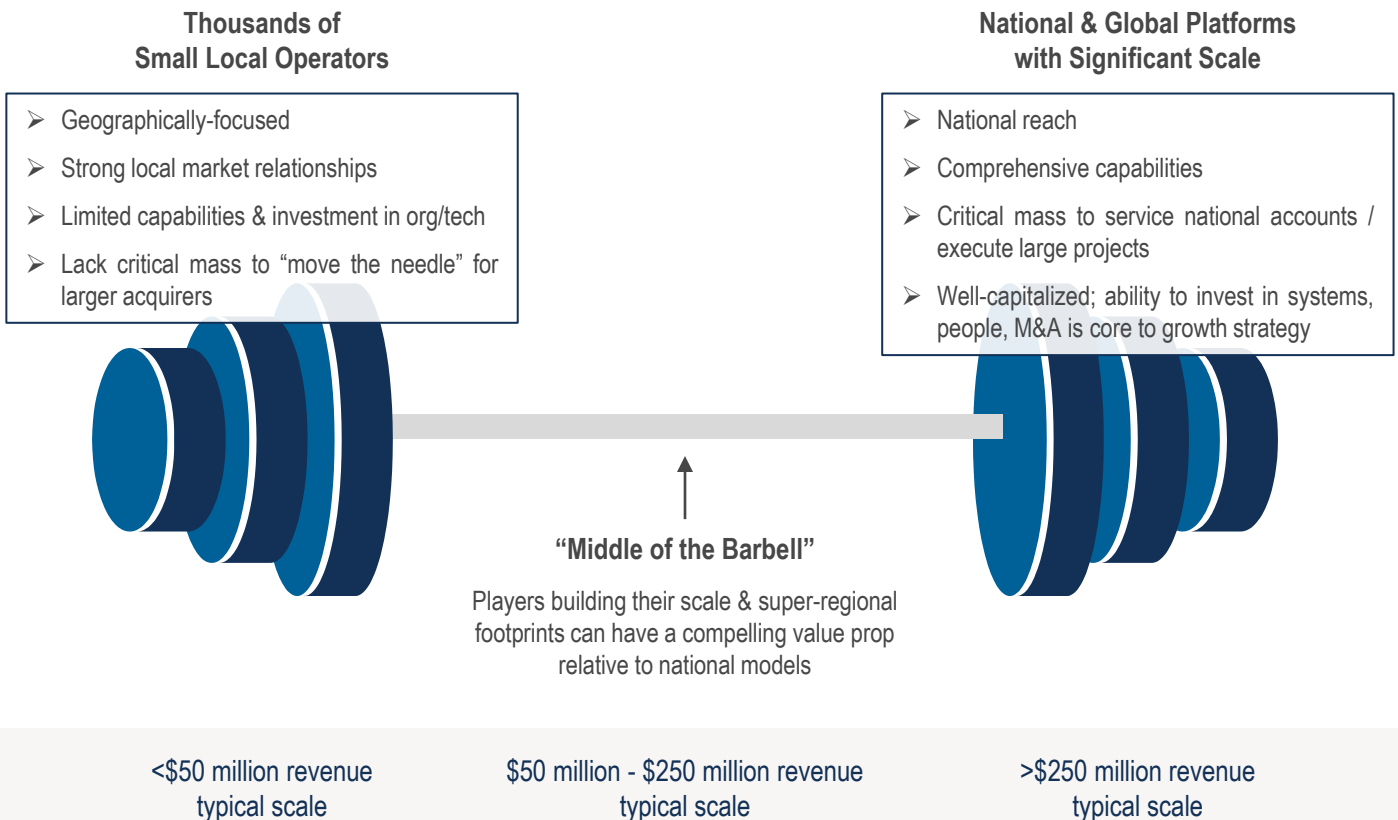 Thousands of
Small Local Operators
➢ Geographically-focused
➢ Strong local market relationships
➢ Limited capabilities & investment in org/tech
➢ Lack critical mass to “move the needle” for
larger acquirers
National & Global Platforms
with Significant Scale
➢ National reach
➢ Comprehensive capabilities
➢ Critical mass to service national accounts /
execute large projects
➢ Well-capitalized; ability to invest in systems,
people, M&A is core to growth strategy
“Middle of the Barbell”
Players building their scale & super-regional
footprints can have a compelling value prop
relative to national models
<$50 million revenue
typical scale
$50 million - $250 million revenue
typical scale
>$250 million revenue
typical scale